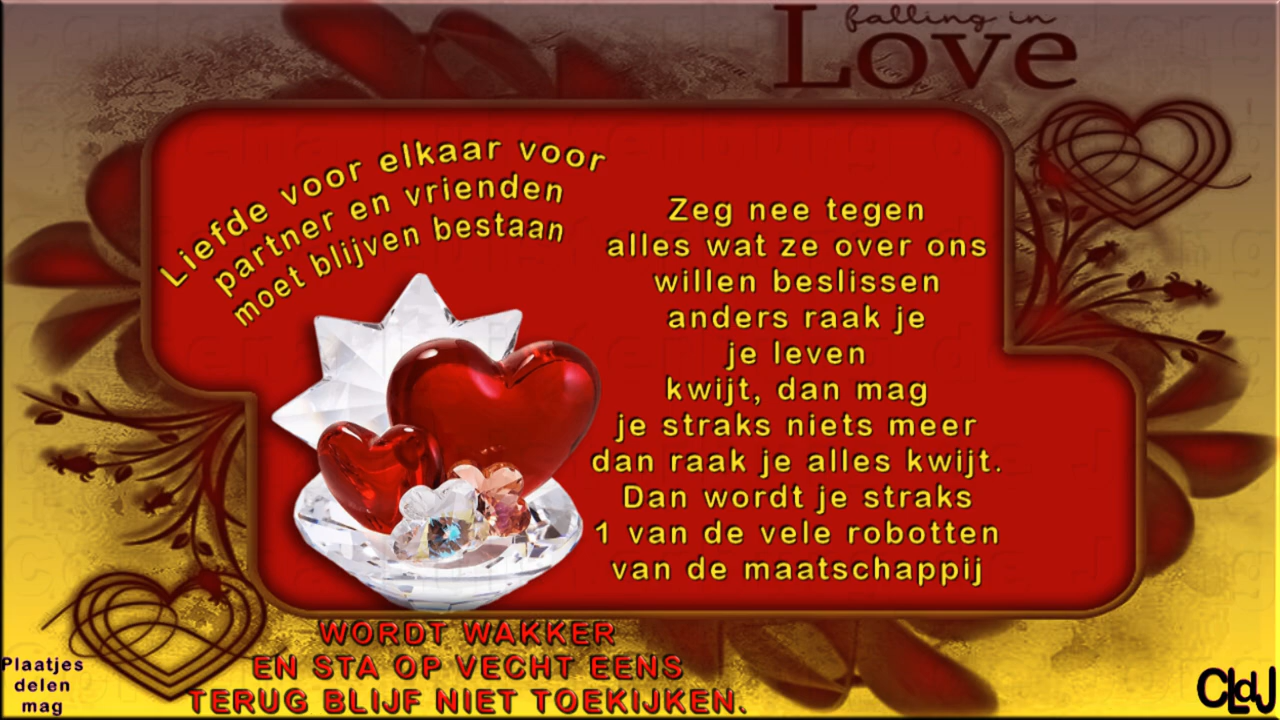 falling in
Love
Liefde voor elkaar voor
partner en vrienden
moet blijven bestaan
Zeg nee tegen
alles wat ze over ons
willen beslissen
anders raak je
je leven
kwijt, dan mag
je straks niets meer
dan raak je alles kwijt.
Dan wordt je straks
1 van de vele robotten
van de maatschappij
WORDT WAKKER
EN STA OP VECHT EENS
TERUG BLIJF NIET TOEKIJKEN.
Plaatjes
delen
mag
CLdJ